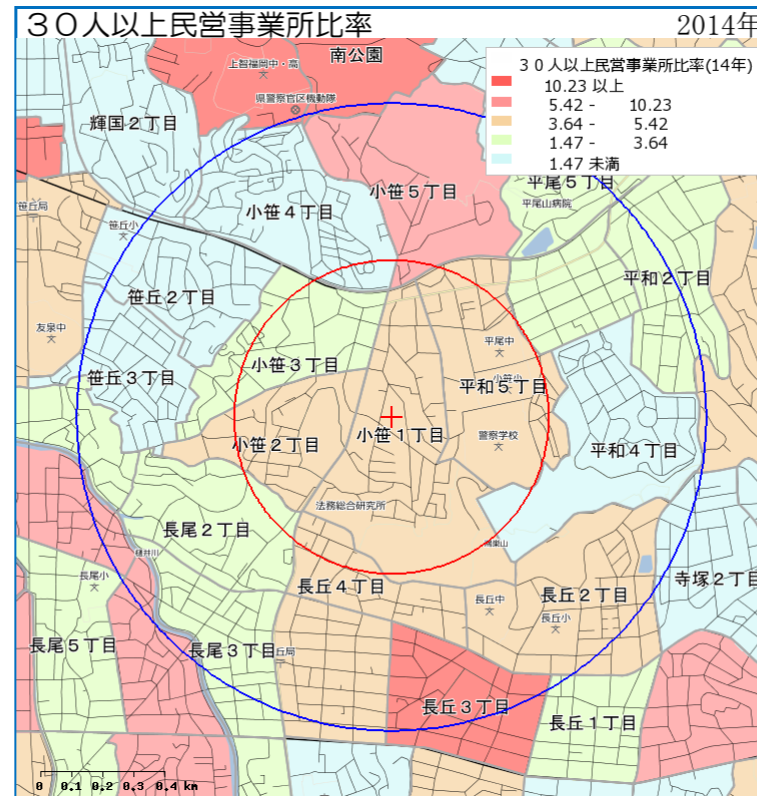 ３０人以上民営事業所比率
2014年
３０人以上民営事業所比率(14年)
10.23 以上
5.42 - 10.23
3.64 - 5.42
1.47 - 3.64
1.47 未満
南公園
上智福岡中・高
県警察官区機動隊
輝国２丁目
小笹５丁目
平尾５丁目
平尾山病院
笹丘局
笹丘小
小笹４丁目
平和２丁目
笹丘２丁目
友泉中
平尾中
小笹３丁目
笹丘３丁目
小笹小
平和５丁目
小笹１丁目
警察学校
小笹２丁目
平和４丁目
法務総合研究所
長尾２丁目
鴻巣山
樋井川
長尾小
長丘４丁目
寺塚２丁目
長丘中
長丘２丁目
長丘小
長尾５丁目
長尾３丁目
丘局
長丘３丁目
長丘１丁目
0 0.1 0.2 0.3 0.4 km